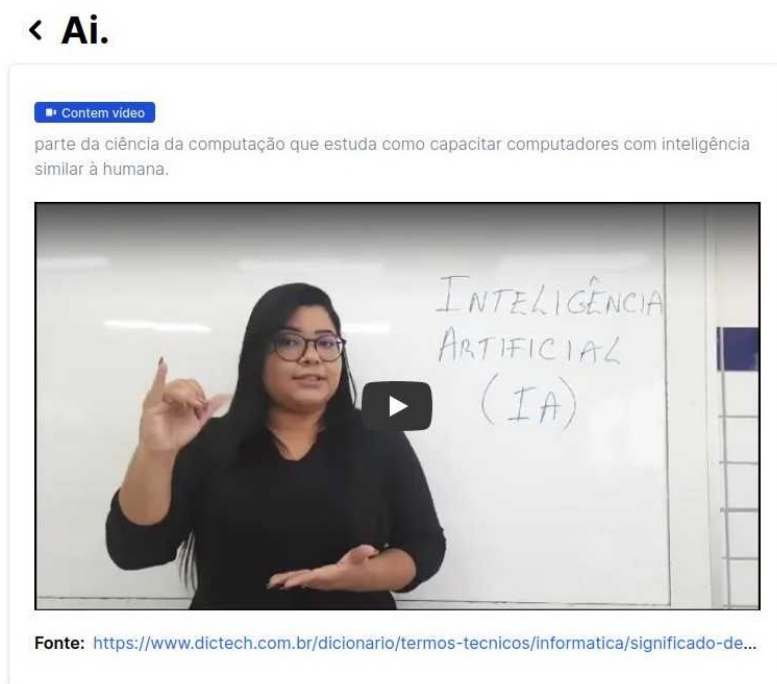 Ai.
Contem vídeo
parte da ciência da computação que estuda como capacitar computadores com inteligência
similar à humana.
INTELIGÊNCIA
ARTIFICIAL
(IA)
Fonte: https://www.dictech.com.br/dicionario/termos-tecnicos/informatica/significado-de...